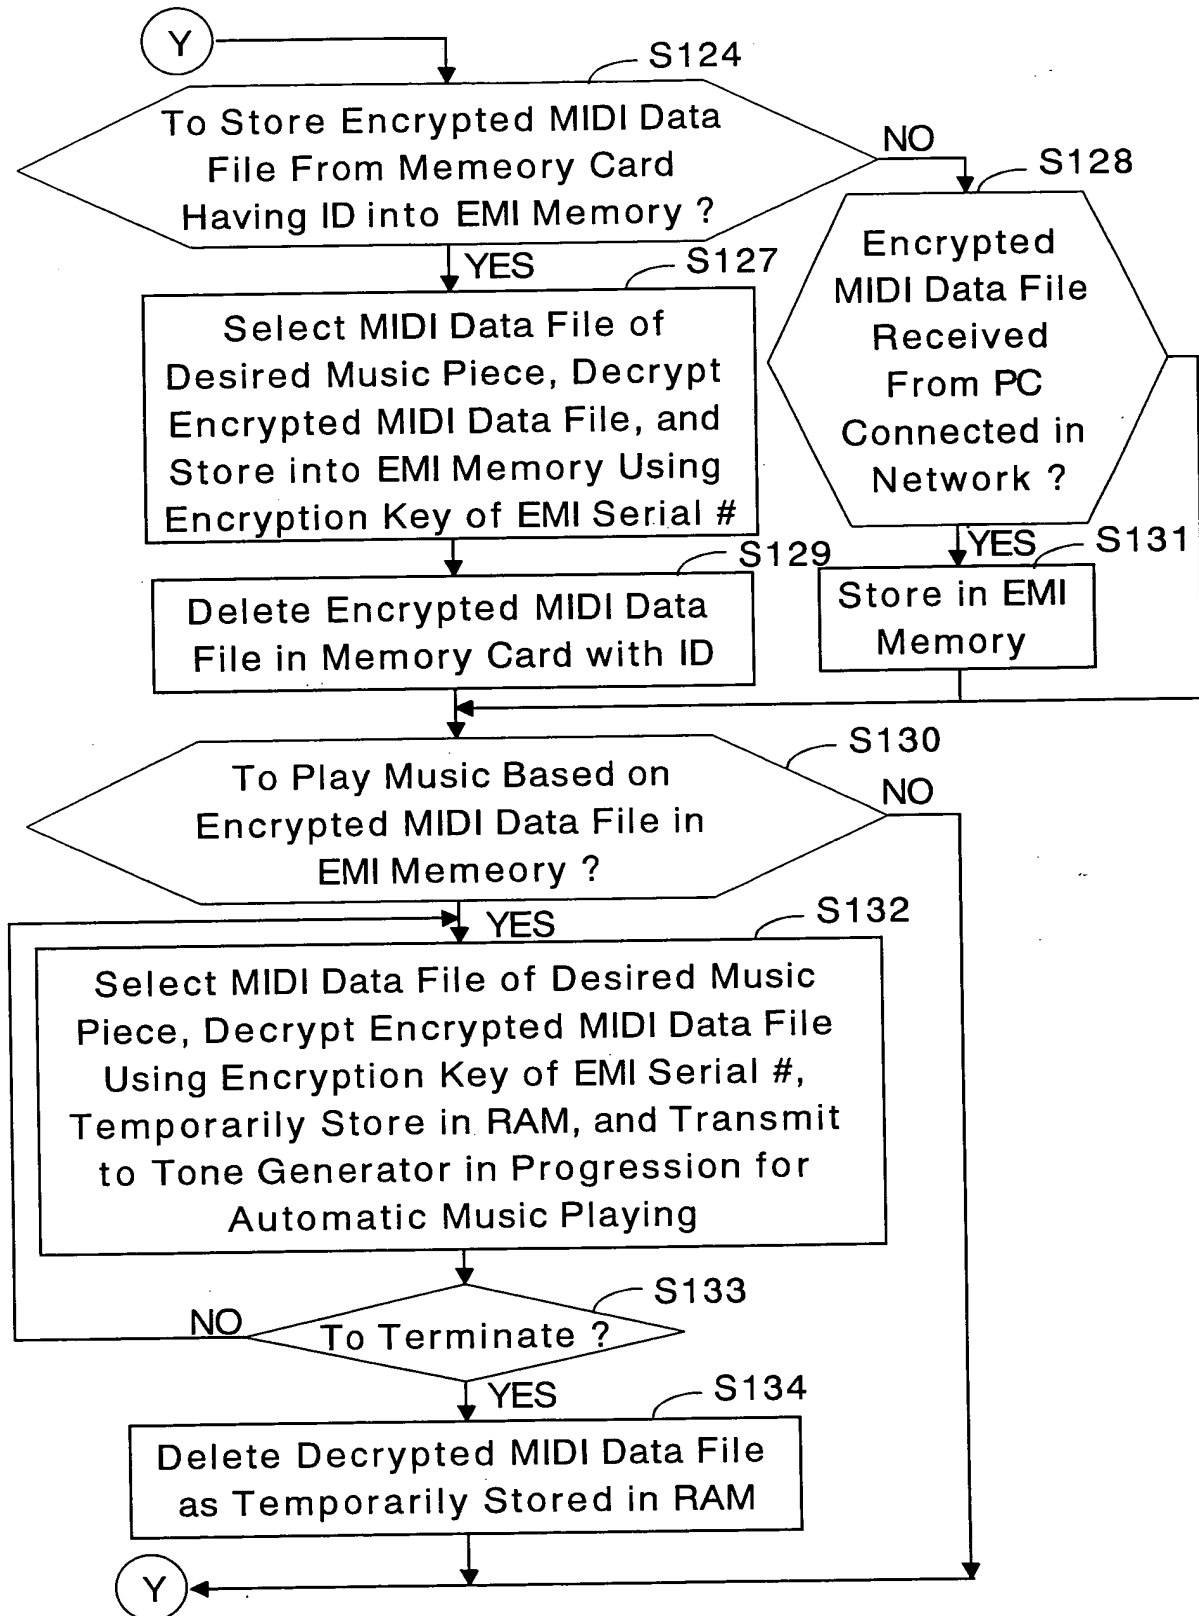 Y
S124
To Store Encrypted MIDI Data
File From Memeory Card
Having ID into EMI Memory ?
NO
S128
YES
S127
Encrypted
MIDI Data File
Received
From PC
Connected in
Network ?
Select MIDI Data File of
Desired Music Piece, Decrypt
Encrypted MIDI Data File, and
Store into EMI Memory Using
Encryption Key of EMI Serial #
YES
S131
S129
Delete Encrypted MIDI Data
File in Memory Card with ID
Store in EMI
Memory
S130
To Play Music Based on
Encrypted MIDI Data File in
EMI Memeory ?
NO
YES
S132
Select MIDI Data File of Desired Music
Piece, Decrypt Encrypted MIDI Data File
Using Encryption Key of EMI Serial #,
Temporarily Store in RAM, and Transmit
to Tone Generator in Progression for
Automatic Music Playing
S133
NO
To Terminate ?
YES
S134
Delete Decrypted MIDI Data File
as Temporarily Stored in RAM
Y